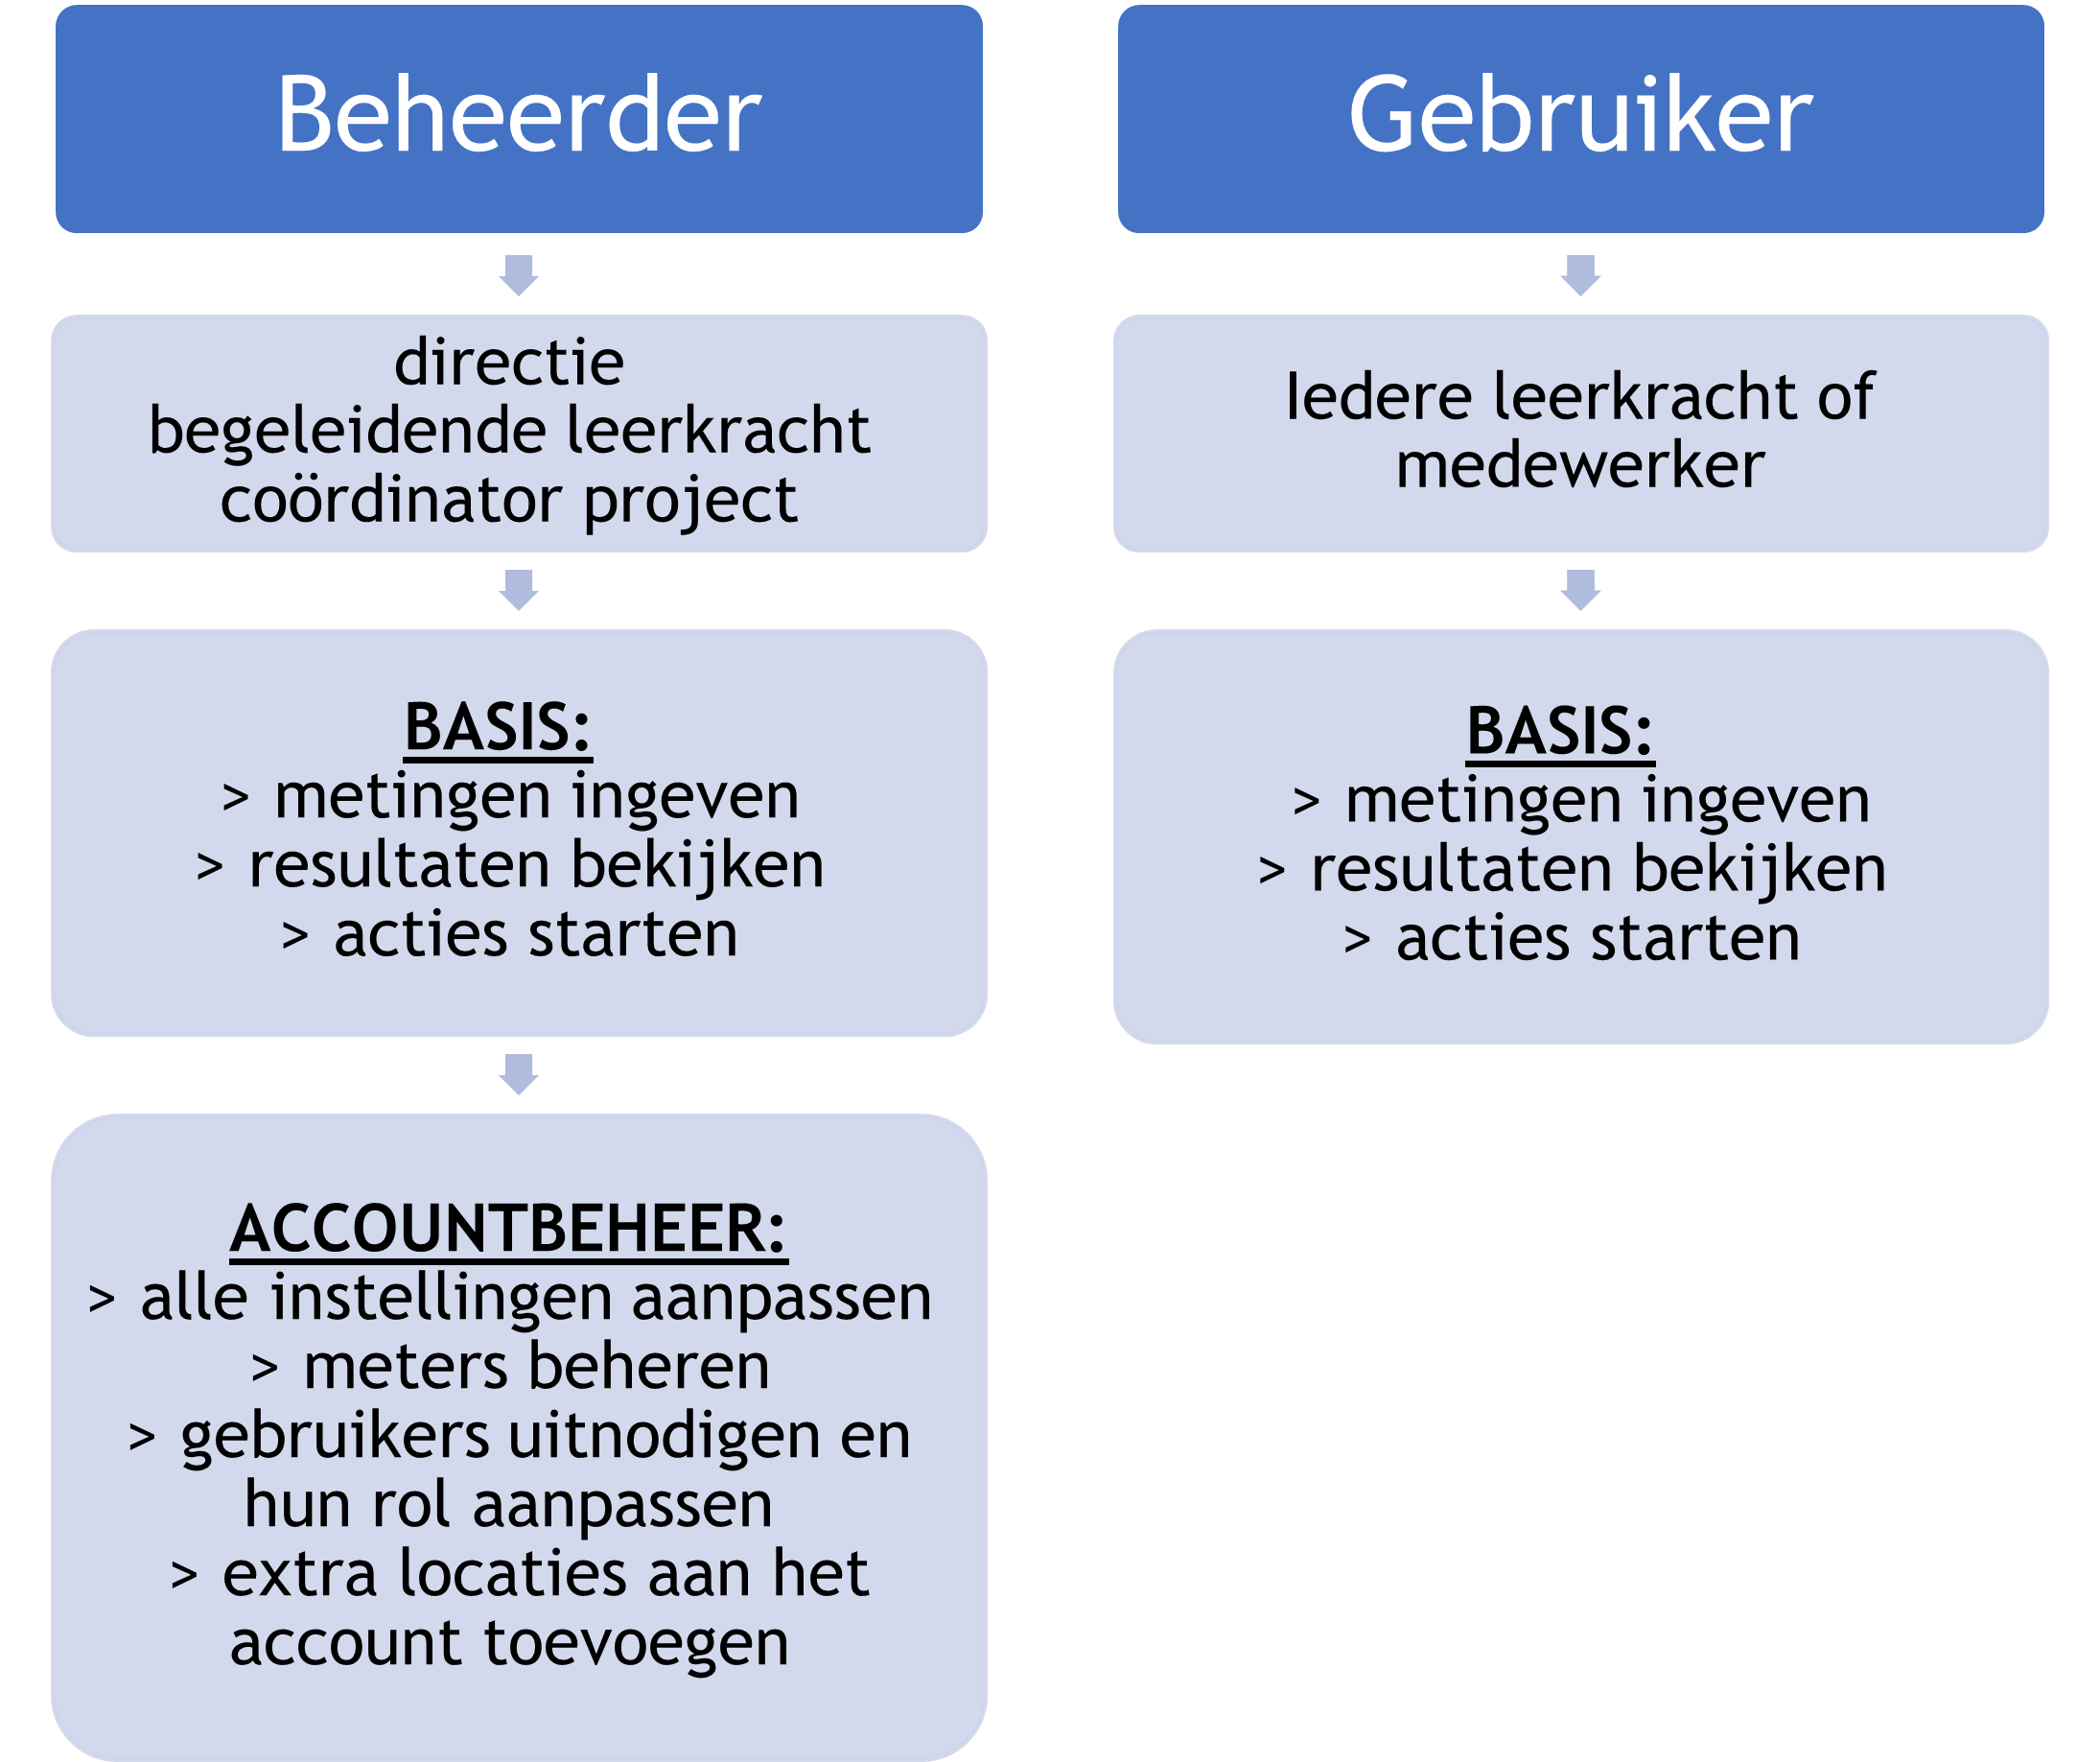 Beheerder
directie
begeleidende leerkracht
coördinator project
BASIS:
> metingen ingeven
> resultaten bekijken
> acties starten
ACCOUNTBEHEER:
> alle instellingen aanpassen
> meters beheren
> gebruikers uitnodigen en
hun rol aanpassen
> extra locaties aan het
account toevoegen
Gebruiker
Iedere leerkracht of
medewerker
BASIS:
> metingen ingeven
> resultaten bekijken
> acties starten